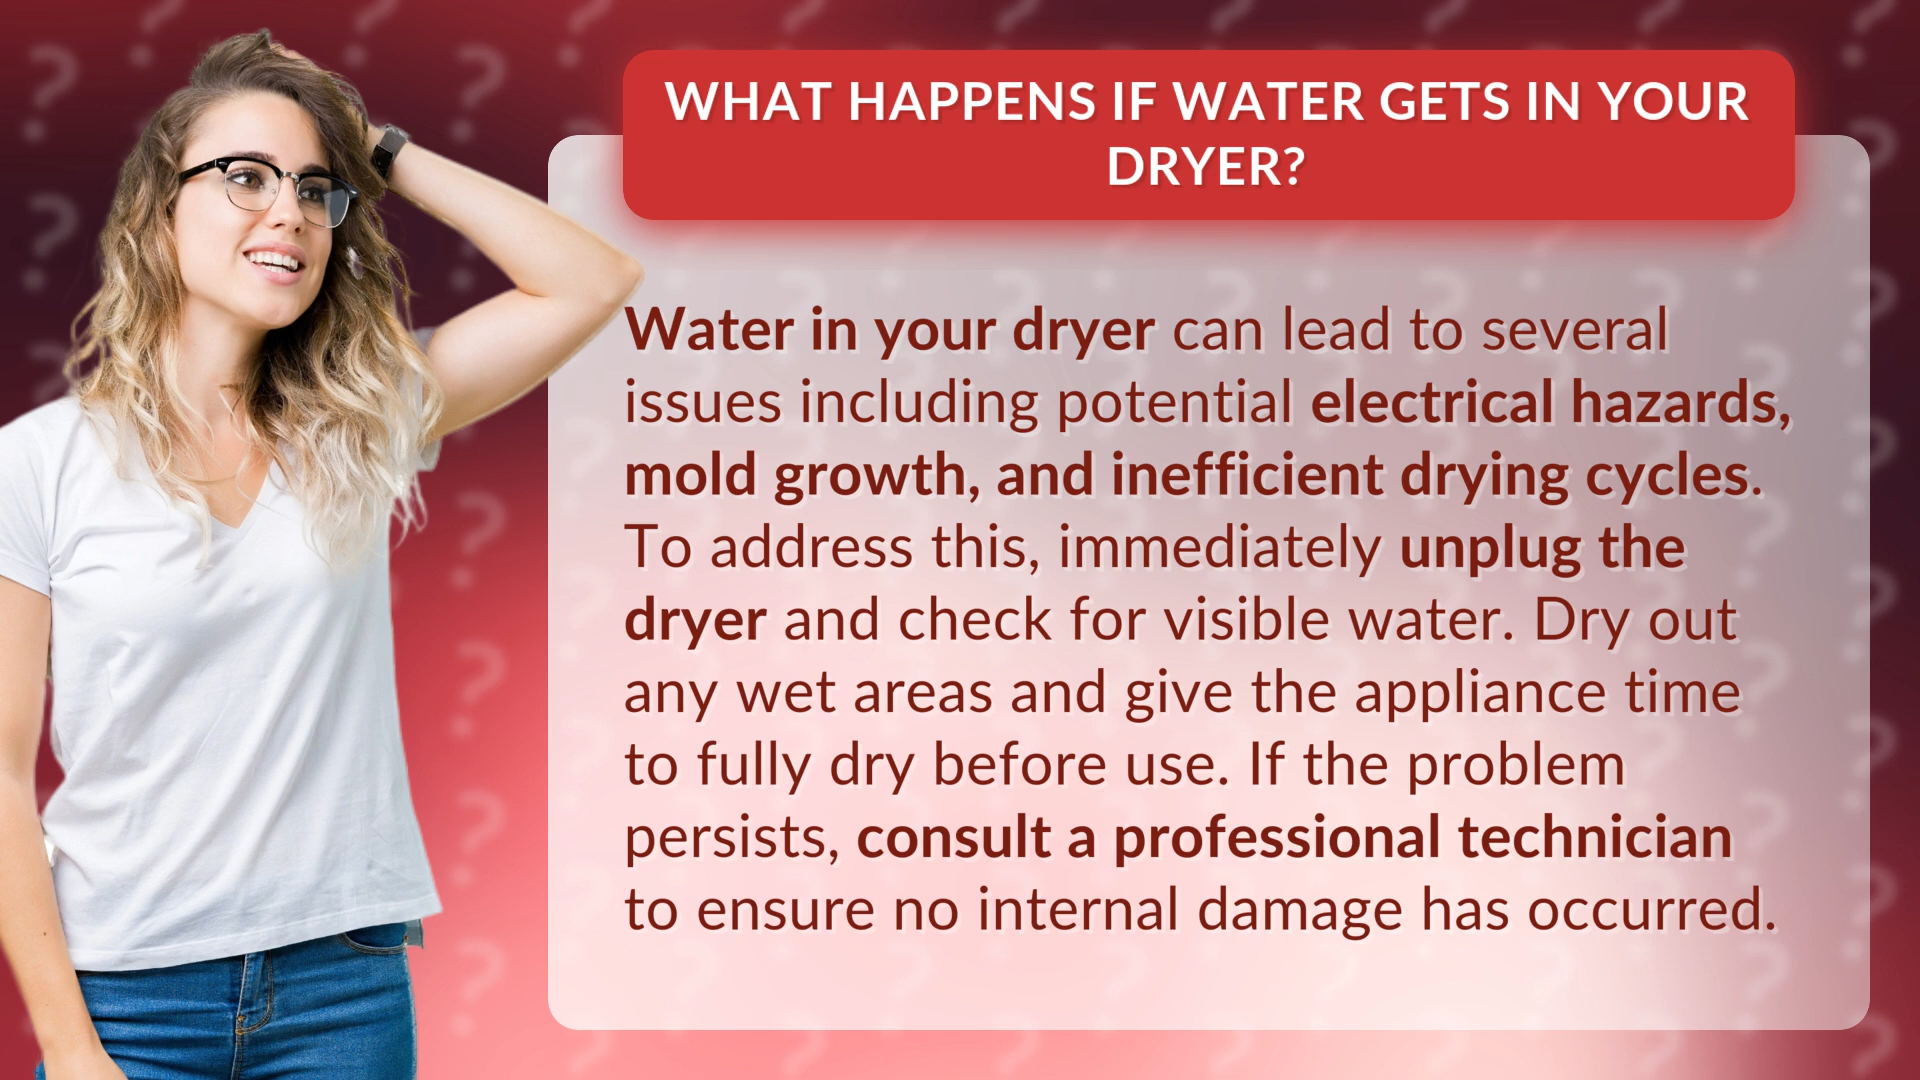 WHAT HAPPENS IF WATER GETS IN YOUR
DRYER?
Water in your dryer can lead to several
issues including potential electrical hazards,
mold growth, and inefficient drying cycles.
To address this, immediately unplug the
dryer and check for visible water. Dry out
any wet areas and give the appliance time
to fully dry before use. If the problem
persists, consult a professional technician
to ensure no internal damage has occurred.